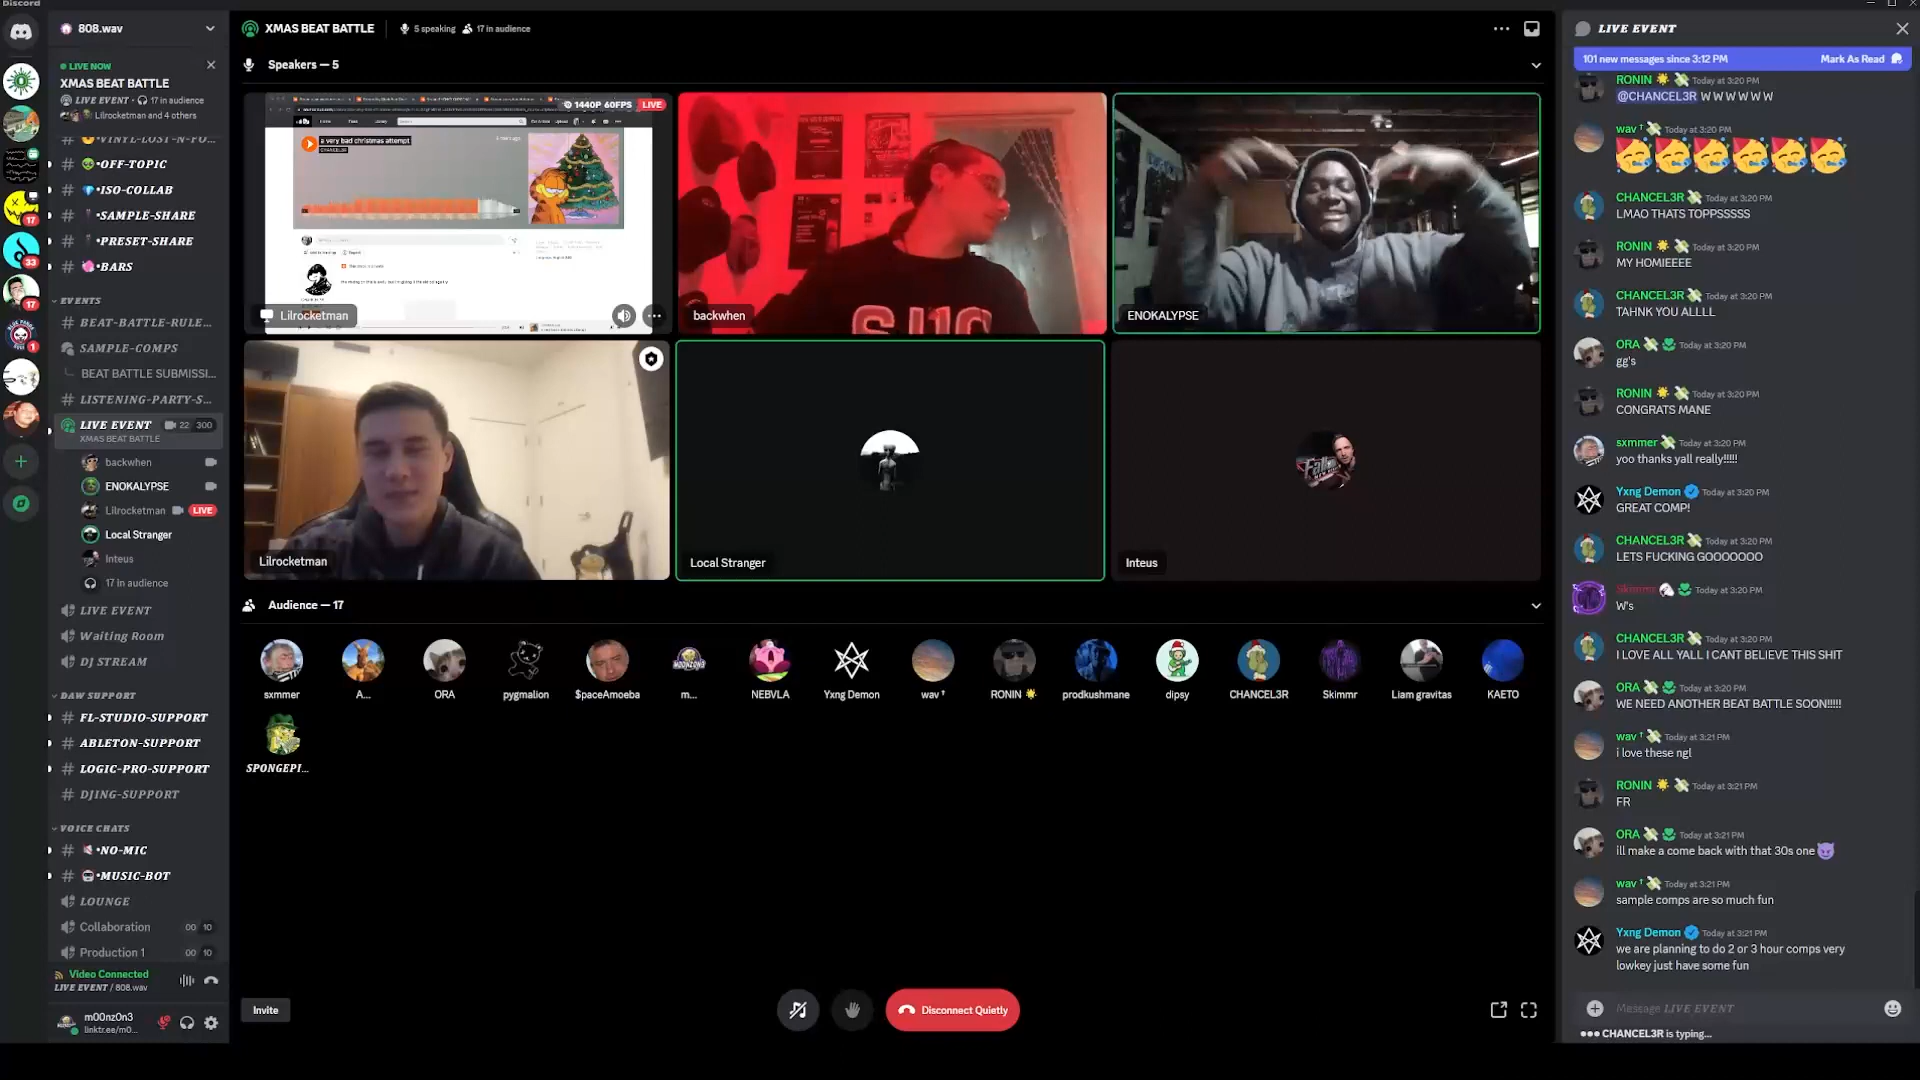 Discord
808.wav
LIVE NOW
XMAS BEAT BATTLE
LIVE EVENT · 17 in audience
Lilrocketman and 4 others
•VINYL-LOST-N-FO...
•OFF-TOPIC
•ISO-COLLAB
•SAMPLE-SHARE
•PRESET-SHARE
•BARS
EVENTS
BEAT-BATTLE-RULE...
SAMPLE-COMPS
BEAT BATTLE SUBMISSI...
LISTENING-PARTY-S...
LIVE EVENT 22 300
XMAS BEAT BATTLE
backwhen
ENOKALYPSE
Lilrocketman LIVE
Local Stranger
Inteus
17 in audience
LIVE EVENT
Waiting Room
DJ STREAM
DAW SUPPORT
FL-STUDIO-SUPPORT
ABLETON-SUPPORT
LOGIC-PRO-SUPPORT
DJING-SUPPORT
VOICE CHATS
•NO-MIC
•MUSIC-BOT
LOUNGE
Collaboration 00 10
Production 1 00 10
Video Connected
LIVE EVENT / 808.wav
m00nz0n3
linktr.ee/m0...
17
33
17
1
XMAS BEAT BATTLE 5 speaking 17 in audience
Speakers — 5
1440P 60FPS LIVE
a very bad christmas attempt
CHANCEL3R
Lilrocketman
backwhen
ENOKALYPSE
Lilrocketman
Local Stranger
Inteus
Audience — 17
sxmmer
A...
ORA
pygmalion
$paceAmoeba
m...
NEBVLA
Yxng Demon
wav †
RONIN
prodkushmane
dipsy
CHANCEL3R
Skimmr
Liam gravitas
KAETO
SPONGEPI...
Invite
Disconnect Quietly
LIVE EVENT
101 new messages since 3:12 PM Mark As Read
RONIN Today at 3:20 PM
@CHANCEL3R W W W W W W
wav † Today at 3:20 PM
CHANCEL3R Today at 3:20 PM
LMAO THATS TOPPSSSSS
RONIN Today at 3:20 PM
MY HOMIEEEE
CHANCEL3R Today at 3:20 PM
TAHNK YOU ALLLL
ORA Today at 3:20 PM
gg's
RONIN Today at 3:20 PM
CONGRATS MANE
sxmmer Today at 3:20 PM
yoo thanks yall really!!!!!
Yxng Demon Today at 3:20 PM
GREAT COMP!
CHANCEL3R Today at 3:20 PM
LETS FUCKING GOOOOOOO
Skimmr Today at 3:20 PM
W's
CHANCEL3R Today at 3:20 PM
I LOVE ALL YALL I CANT BELIEVE THIS SHIT
ORA Today at 3:20 PM
WE NEED ANOTHER BEAT BATTLE SOON!!!!!
wav † Today at 3:21 PM
i love these ngl
RONIN Today at 3:21 PM
FR
ORA Today at 3:21 PM
ill make a come back with that 30s one
wav † Today at 3:21 PM
sample comps are so much fun
Yxng Demon Today at 3:21 PM
we are planning to do 2 or 3 hour comps very
lowkey just have some fun
Message LIVE EVENT
CHANCEL3R is typing...